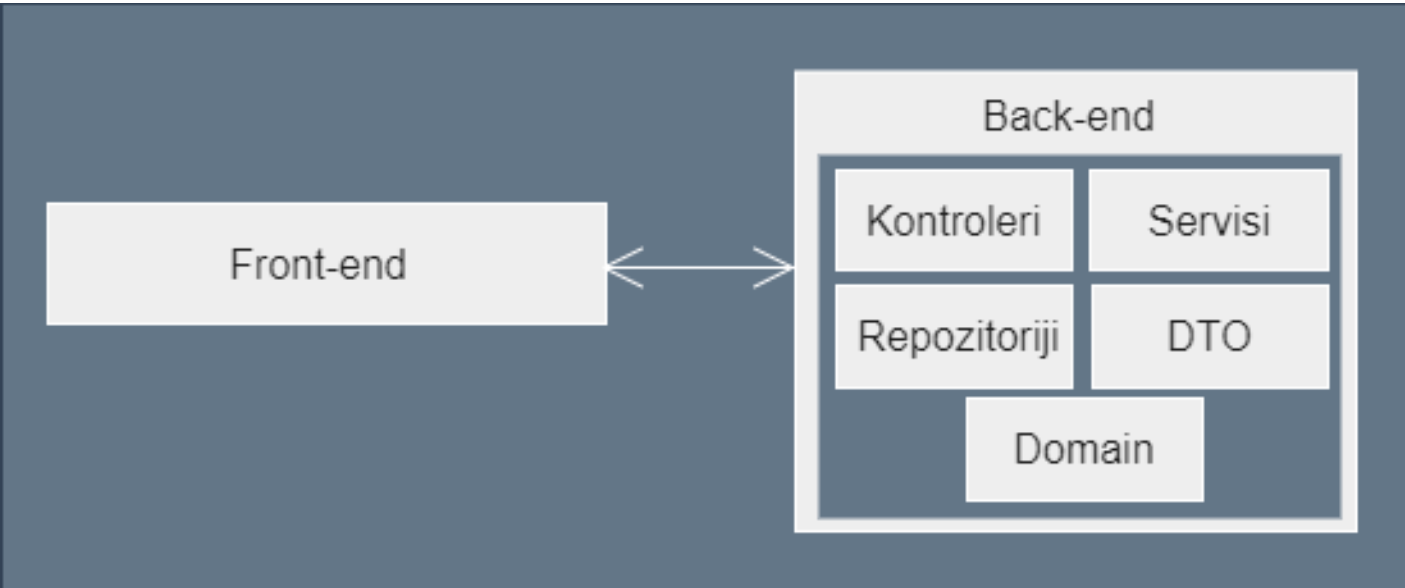 Back-end
Kontroleri
Servisi
Front-end
Repozitoriji
DTO
Domain